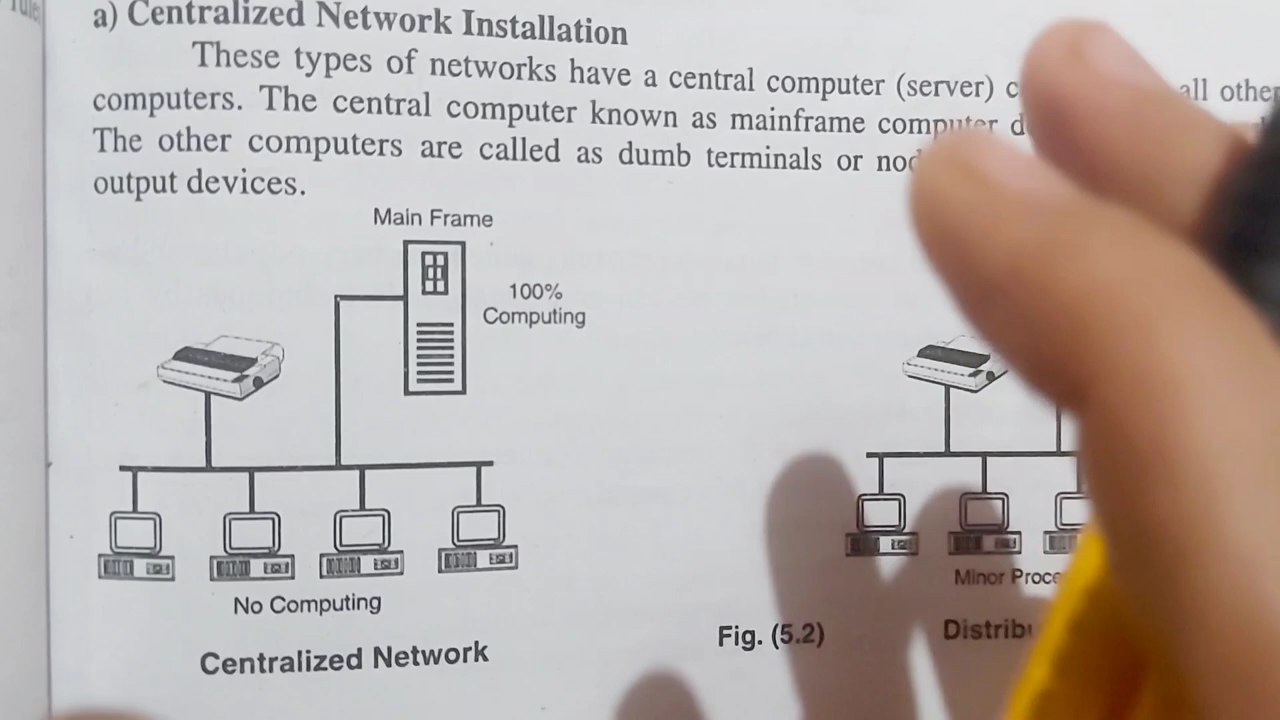 a) Centralized Network Installation
These types of networks have a central computer (server) all other
computers. The central computer known as mainframe computer
The other computers are called as dumb terminals or
output devices.
Main Frame
100%
Computing
No Computing
Minor
Centralized Network
Fig. (5.2)